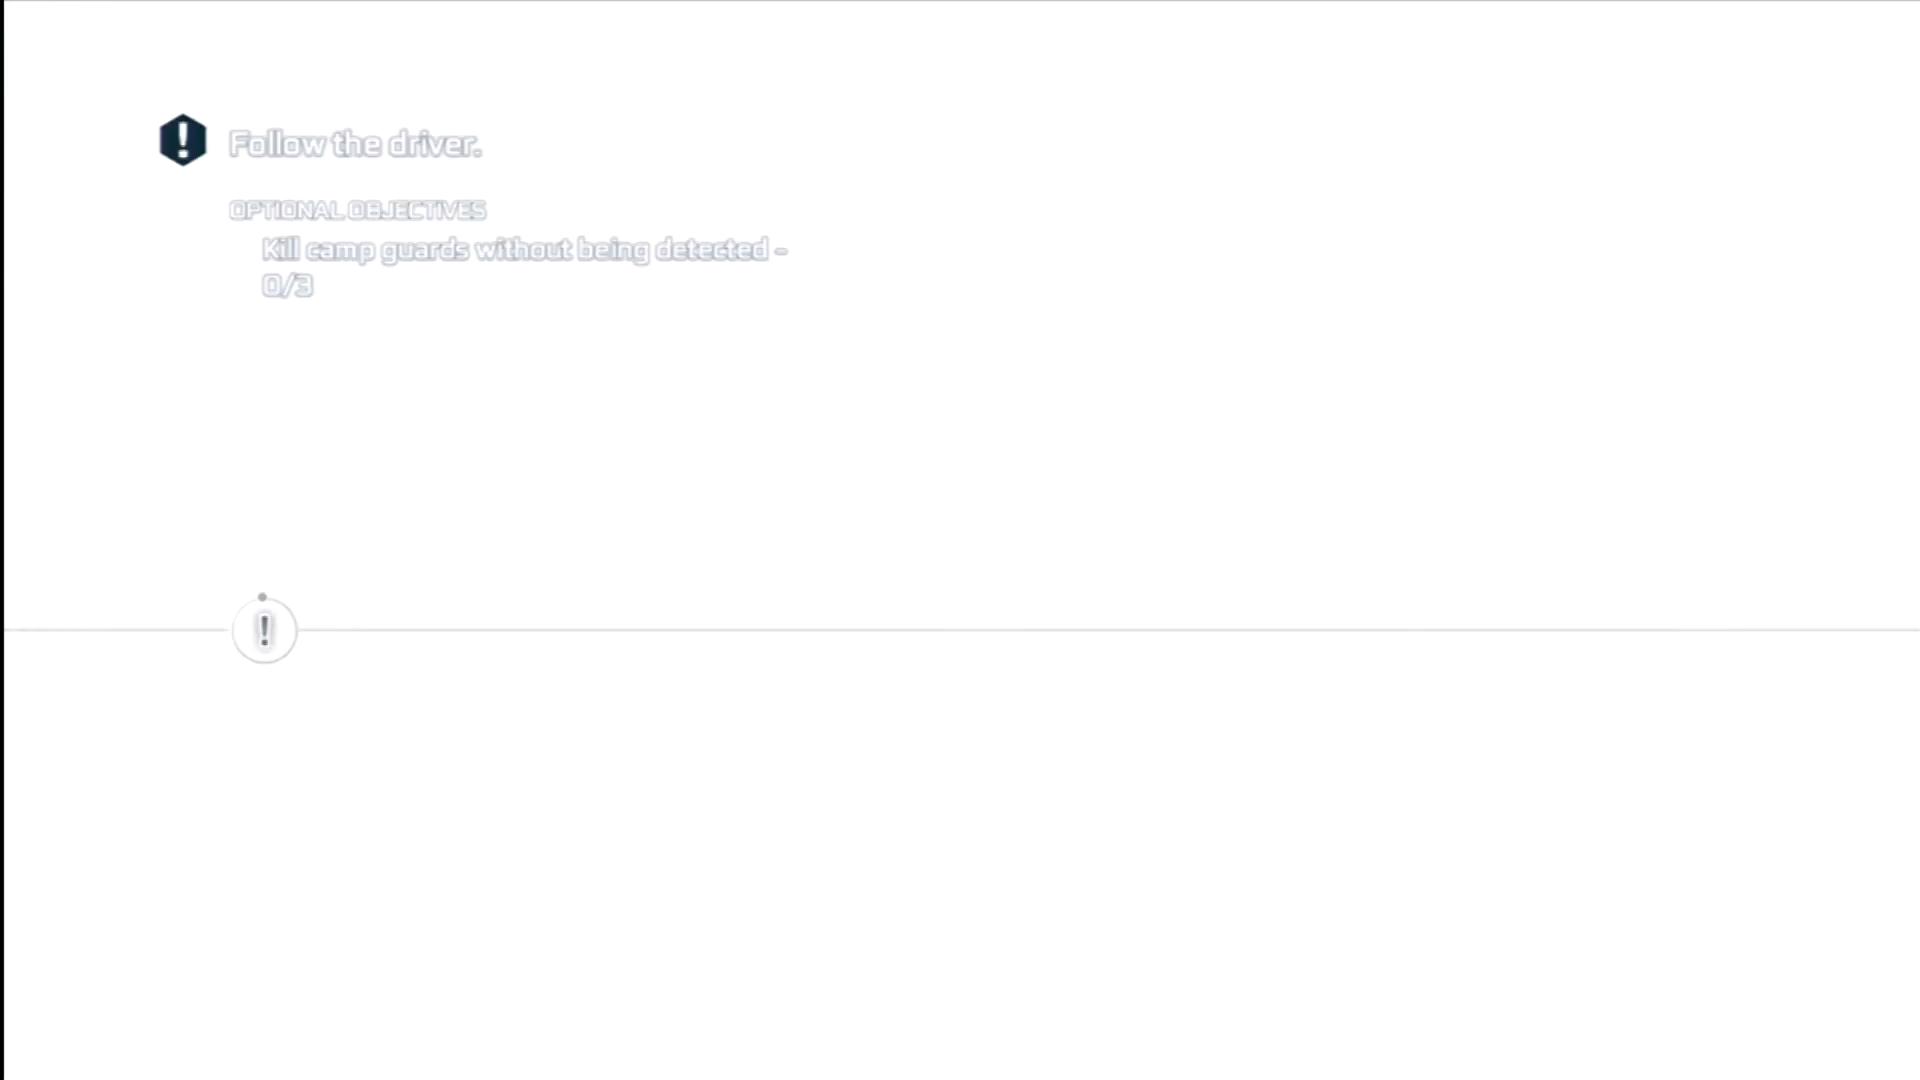 ! Follow the driver.
OPTIONAL OBJECTIVES
Kill camp guards without being detected -
0/3
!